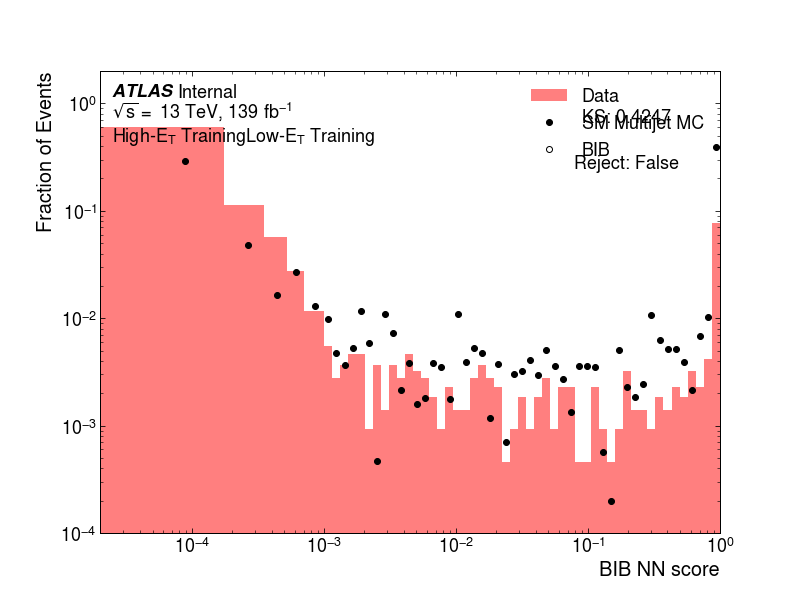 ATLAS Internal
√s = 13 TeV, 139 fb⁻¹
High-E_T TrainingLow-E_T Training
Data
KS: 0.4247
SM Multijet MC
BIB
Reject: False
Fraction of Events
10⁰
10⁻¹
10⁻²
10⁻³
10⁻⁴
10⁻⁴ 10⁻³ 10⁻² 10⁻¹ 10⁰
BIB NN score